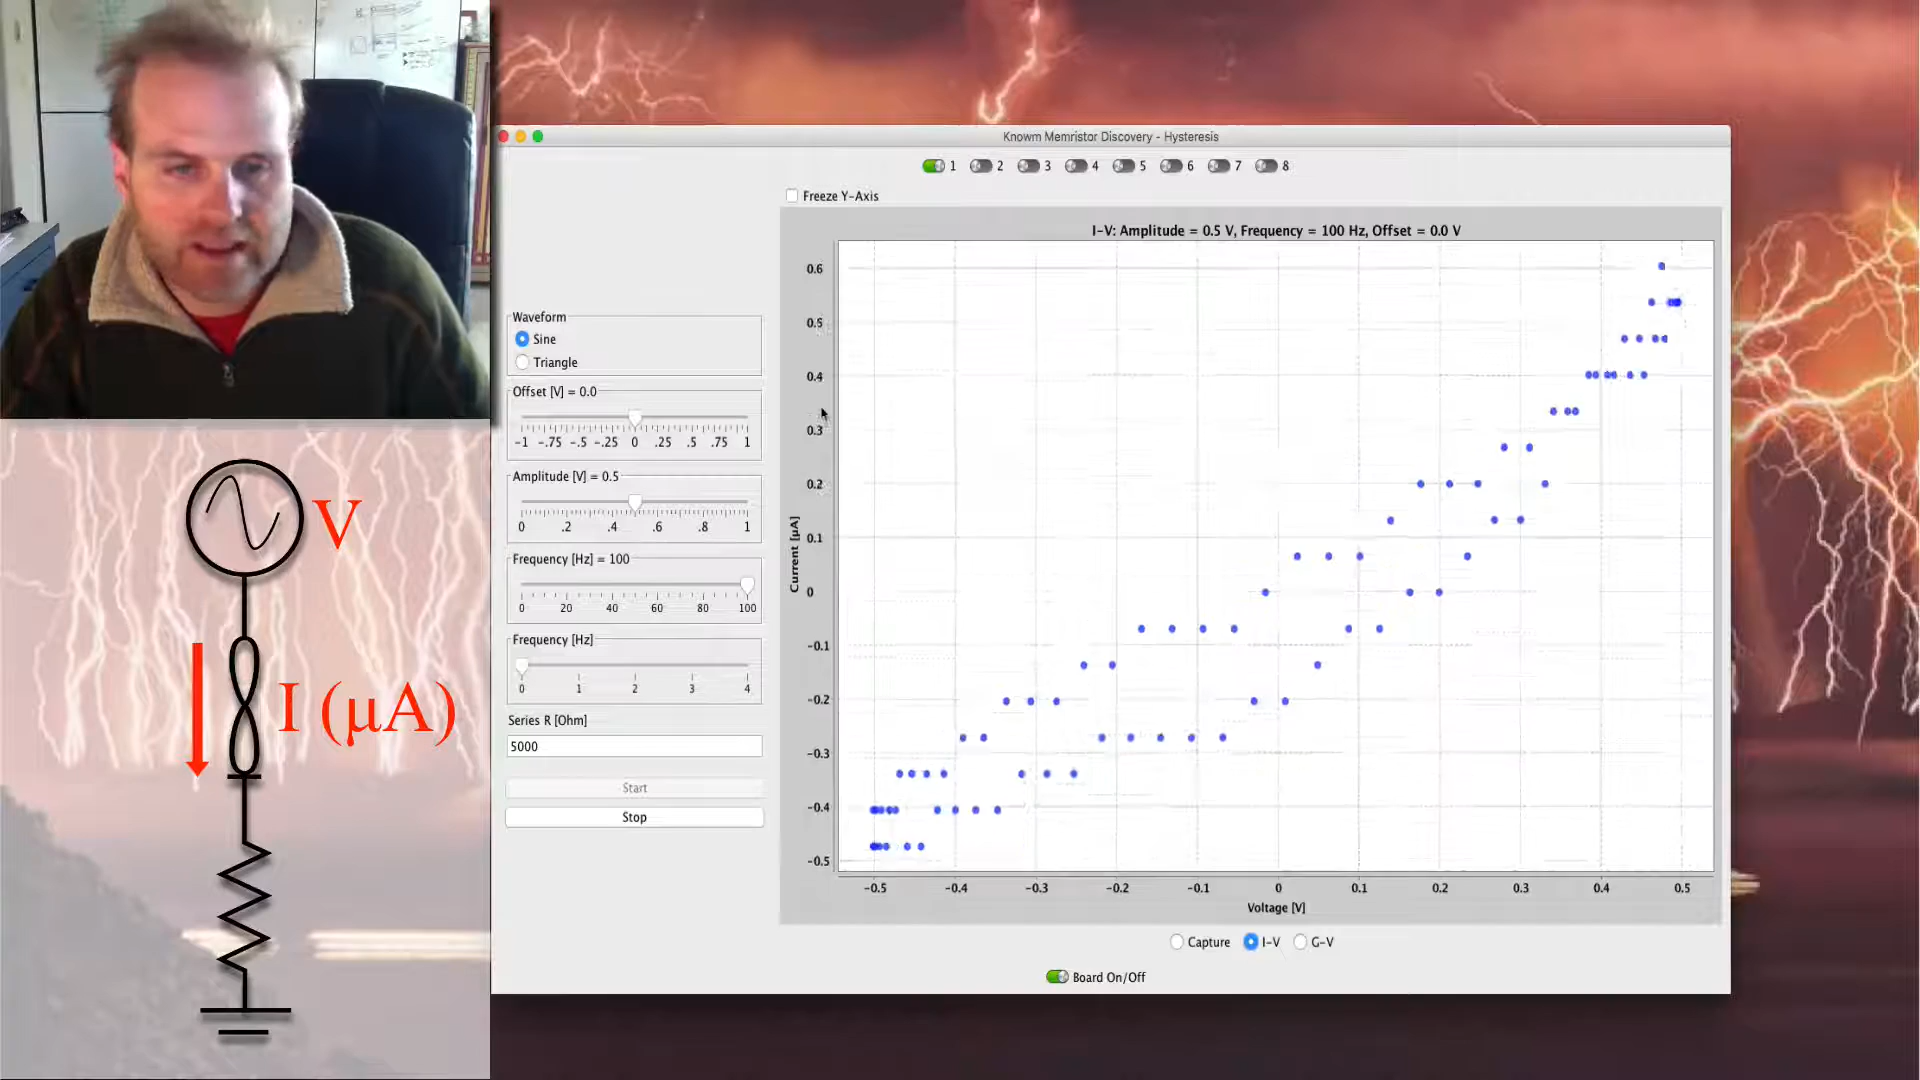 Knowm Memristor Discovery - Hysteresis
1 2 3 4 5 6 7 8
Freeze Y-Axis
I-V: Amplitude = 0.5 V, Frequency = 100 Hz, Offset = 0.0 V
Waveform
Sine
Triangle
Offset [V] = 0.0
-1 -.75 -.5 -.25 0 .25 .5 .75 1
Amplitude [V] = 0.5
0 .2 .4 .6 .8 1
Frequency [Hz] = 100
0 20 40 60 80 100
Frequency [Hz]
0 1 2 3 4
Series R [Ohm]
5000
Start
Stop
0.6
0.5
0.4
0.3
0.2
0.1
0
-0.1
-0.2
-0.3
-0.4
-0.5
Current [µA]
-0.5 -0.4 -0.3 -0.2 -0.1 0 0.1 0.2 0.3 0.4 0.5
Voltage [V]
Capture I-V G-V
Board On/Off
V
I (µA)